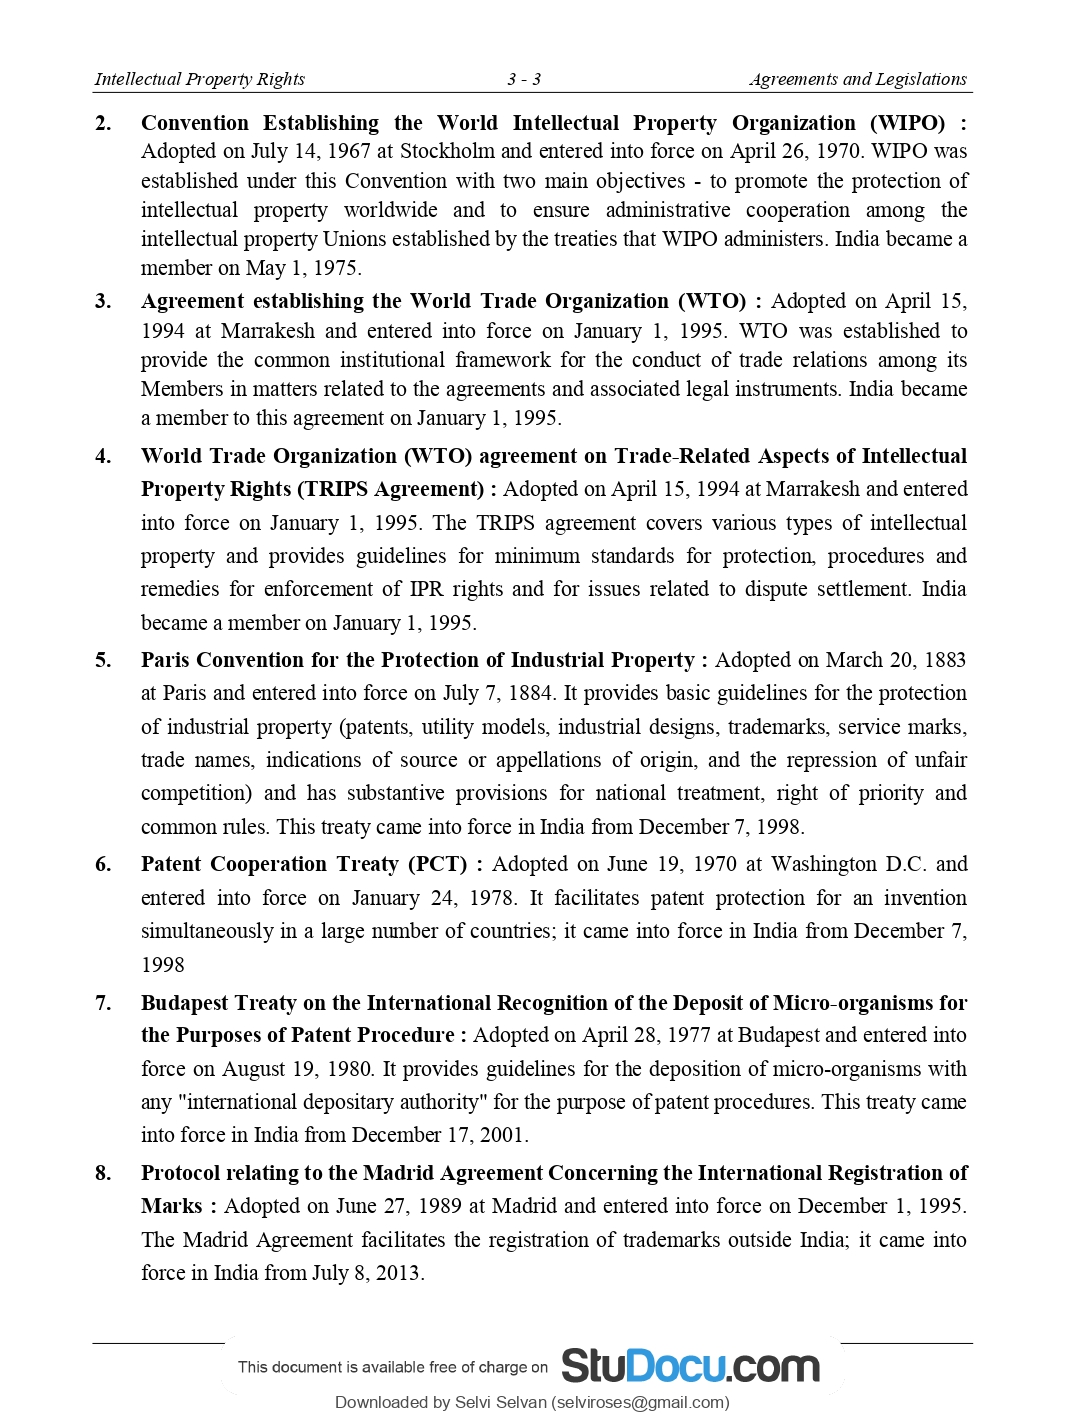 Intellectual Property Rights 3 - 3 Agreements and Legislations
2. Convention Establishing the World Intellectual Property Organization (WIPO) :
Adopted on July 14, 1967 at Stockholm and entered into force on April 26, 1970. WIPO was
established under this Convention with two main objectives - to promote the protection of
intellectual property worldwide and to ensure administrative cooperation among the
intellectual property Unions established by the treaties that WIPO administers. India became a
member on May 1, 1975.
3. Agreement establishing the World Trade Organization (WTO) : Adopted on April 15,
1994 at Marrakesh and entered into force on January 1, 1995. WTO was established to
provide the common institutional framework for the conduct of trade relations among its
Members in matters related to the agreements and associated legal instruments. India became
a member to this agreement on January 1, 1995.
4. World Trade Organization (WTO) agreement on Trade-Related Aspects of Intellectual
Property Rights (TRIPS Agreement) : Adopted on April 15, 1994 at Marrakesh and entered
into force on January 1, 1995. The TRIPS agreement covers various types of intellectual
property and provides guidelines for minimum standards for protection, procedures and
remedies for enforcement of IPR rights and for issues related to dispute settlement. India
became a member on January 1, 1995.
5. Paris Convention for the Protection of Industrial Property : Adopted on March 20, 1883
at Paris and entered into force on July 7, 1884. It provides basic guidelines for the protection
of industrial property (patents, utility models, industrial designs, trademarks, service marks,
trade names, indications of source or appellations of origin, and the repression of unfair
competition) and has substantive provisions for national treatment, right of priority and
common rules. This treaty came into force in India from December 7, 1998.
6. Patent Cooperation Treaty (PCT) : Adopted on June 19, 1970 at Washington D.C. and
entered into force on January 24, 1978. It facilitates patent protection for an invention
simultaneously in a large number of countries; it came into force in India from December 7,
1998
7. Budapest Treaty on the International Recognition of the Deposit of Micro-organisms for
the Purposes of Patent Procedure : Adopted on April 28, 1977 at Budapest and entered into
force on August 19, 1980. It provides guidelines for the deposition of micro-organisms with
any "international depositary authority" for the purpose of patent procedures. This treaty came
into force in India from December 17, 2001.
8. Protocol relating to the Madrid Agreement Concerning the International Registration of
Marks : Adopted on June 27, 1989 at Madrid and entered into force on December 1, 1995.
The Madrid Agreement facilitates the registration of trademarks outside India; it came into
force in India from July 8, 2013.
This document is available free of charge on StuDocu.com
Downloaded by Selvi Selvan (selviroses@gmail.com)